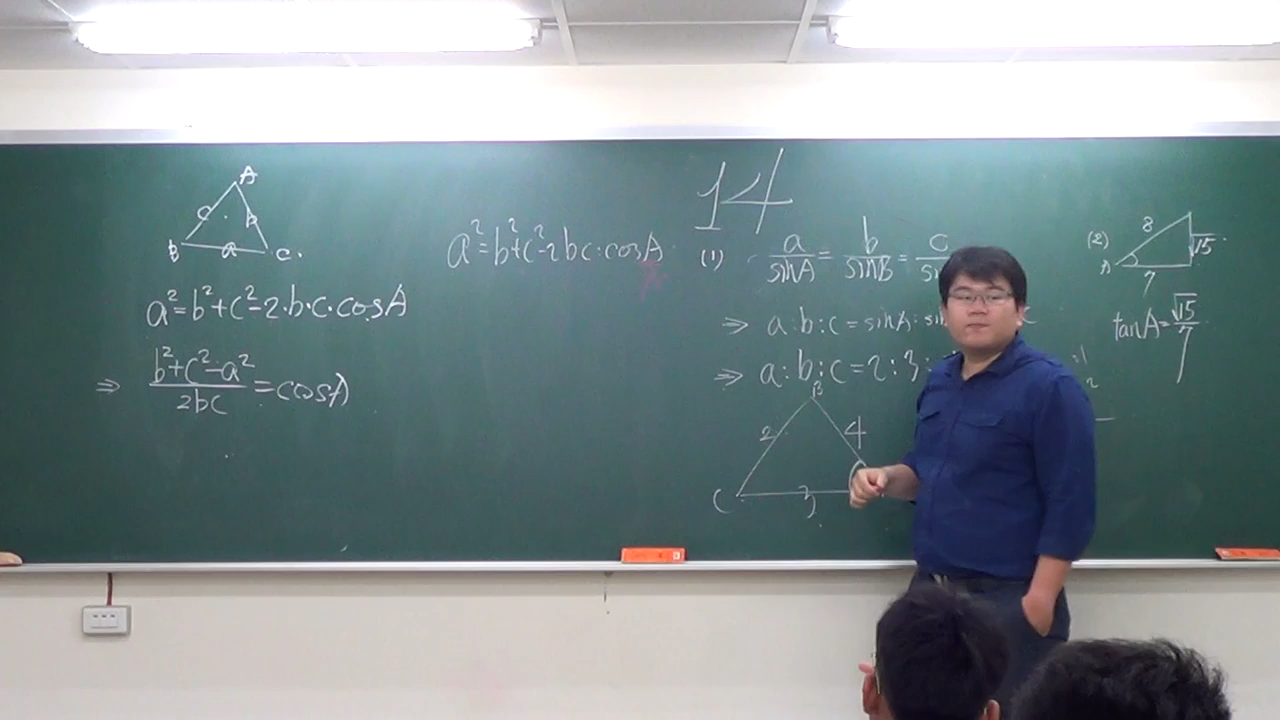 A
c b
B a C
a²=b²+c²-2·b·c·cosA
⇒ b²+c²-a² / 2bc = cosA
a²=b²+c²-2bc·cosA
14
(1) a/sinA = b/sinB = c/
⇒ a:b:c=sinA:
⇒ a:b:c=2:3:
B
2 4
C 3
(2) 8 √15
A 7
tanA=√15/7